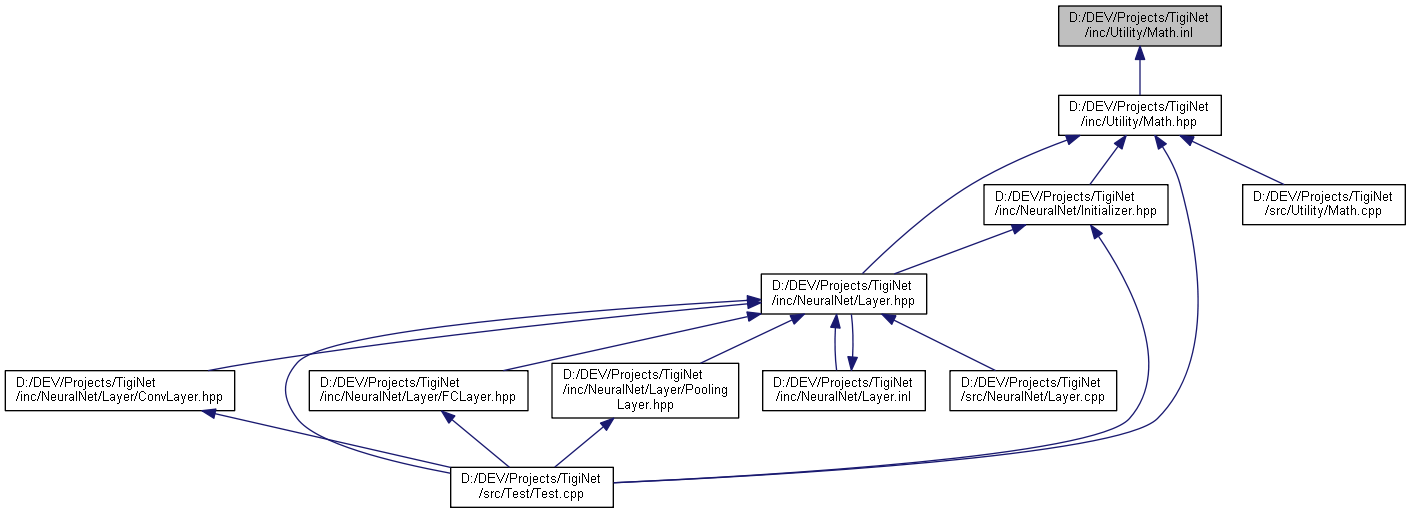 D:/DEV/Projects/TigiNet
/inc/Utility/Math.inl
D:/DEV/Projects/TigiNet
/inc/Utility/Math.hpp
D:/DEV/Projects/TigiNet
/inc/NeuralNet/Initializer.hpp
D:/DEV/Projects/TigiNet
/src/Utility/Math.cpp
D:/DEV/Projects/TigiNet
/inc/NeuralNet/Layer.hpp
D:/DEV/Projects/TigiNet
/inc/NeuralNet/Layer/ConvLayer.hpp
D:/DEV/Projects/TigiNet
/inc/NeuralNet/Layer/FCLayer.hpp
D:/DEV/Projects/TigiNet
/inc/NeuralNet/Layer/Pooling
Layer.hpp
D:/DEV/Projects/TigiNet
/inc/NeuralNet/Layer.inl
D:/DEV/Projects/TigiNet
/src/NeuralNet/Layer.cpp
D:/DEV/Projects/TigiNet
/src/Test/Test.cpp